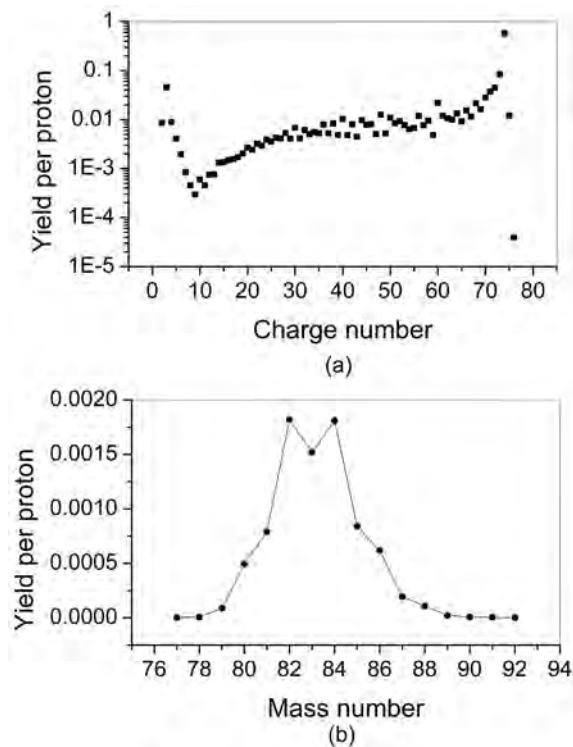 1
0.1
0.01
1E-3
1E-4
1E-5
Yield per proton
0 10 20 30 40 50 60 70 80
Charge number
(a)
0.0020
0.0015
0.0010
0.0005
0.0000
Yield per proton
76 78 80 82 84 86 88 90 92 94
Mass number
(b)